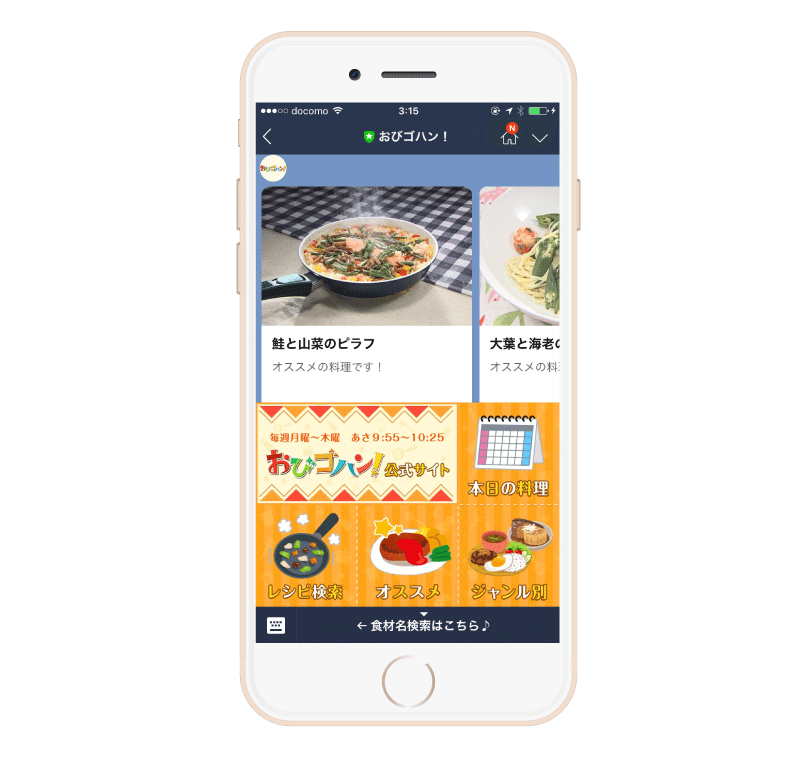 docomo 3:15
おびゴハン！
N
おびゴハン!
鮭と山菜のピラフ
オススメの料理です！
大葉と海老の
オススメの料
毎週月曜〜木曜 あさ9:55〜10:25
おびゴハン! 公式サイト
本日の料理
レシピ検索
オススメ
ジャンル別
← 食材名検索はこちら♪